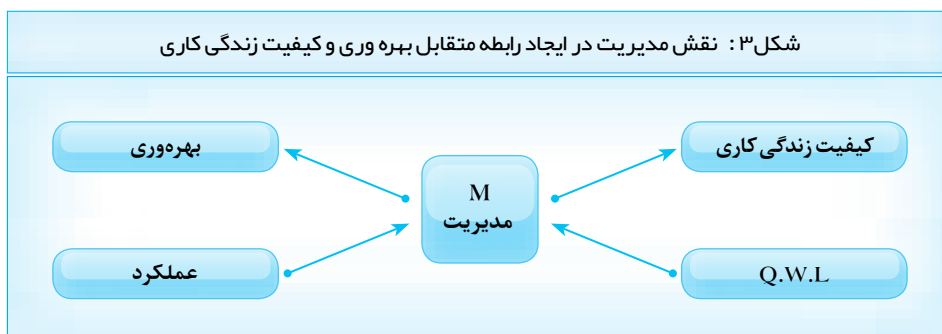 شکل۳ : نقش مدیریت در ایجاد رابطه متقابل بهره وری و کیفیت زندگی کاری
کیفیت زندگی کاری
بهره‌وری
M
مدیریت
Q.W.L
عملکرد